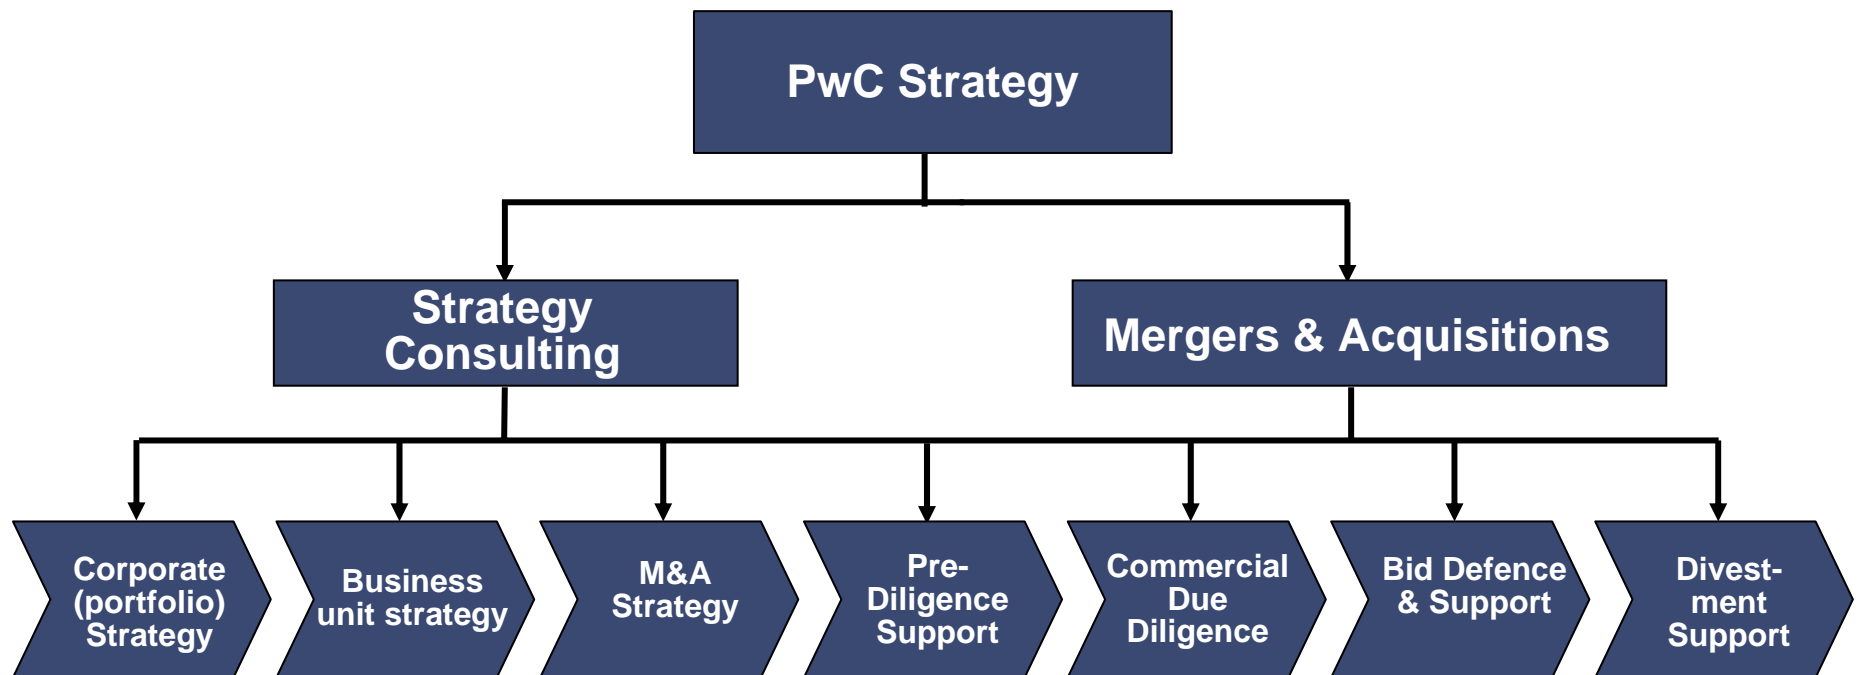 PwC Strategy
Strategy
Consulting
Mergers & Acquisitions
Corporate
(portfolio)
Strategy
Business
unit strategy
M&A
Strategy
Pre-
Diligence
Support
Commercial
Due
Diligence
Bid Defence
& Support
Divest-
ment
Support